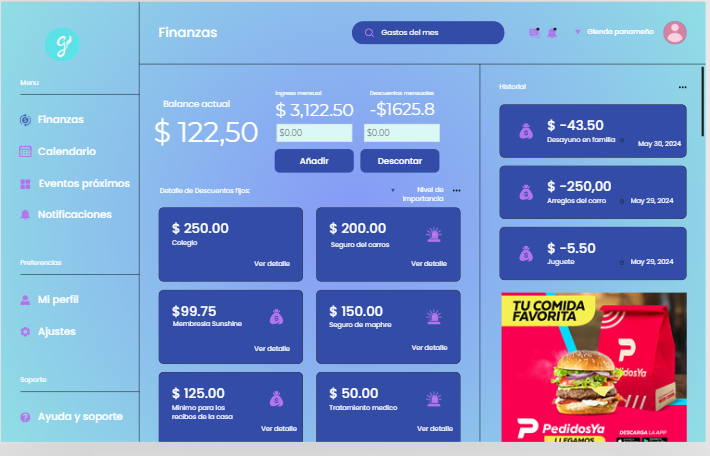 g
Menu
Finanzas
Calendario
Eventos próximos
Notificaciones
Preferencias
Mi perfil
Ajustes
Soporte
Ayuda y soporte
Finanzas
Gastos del mes
Glenda panameño
Balance actual
$ 122,50
Ingreso mensual
$ 3,122.50
$0.00
Añadir
Descuentos mensuales
-$1625.8
$0.00
Descontar
Detalle de Descuentos fijos:
Nivel de
importancia
$ 250.00
Colegio
Ver detalle
$ 200.00
Seguro del carros
Ver detalle
$99.75
Membresia Sunshine
Ver detalle
$ 150.00
Seguro de maphre
Ver detalle
$ 125.00
Minimo para los
recibos de la casa
Ver detalle
$ 50.00
Tratamiento medico
Ver detalle
Historial
$ -43.50
Desayuno en familia
May 30, 2024
$ -250,00
Arreglos del carro
May 29, 2024
$ -5.50
Juguete
May 29, 2024
TU COMIDA
FAVORITA
PedidosYa
PedidosYa
LLEGAMOS
DESCARGA LA APP